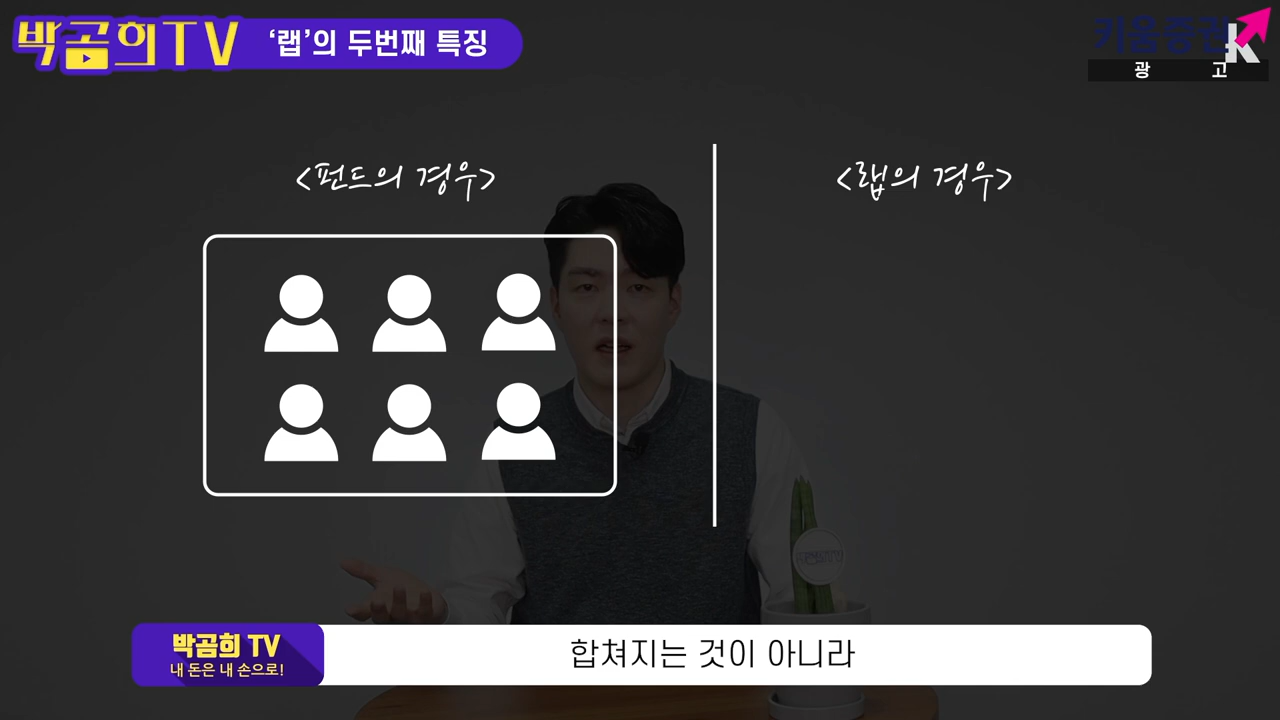 박곰희TV
‘랩’의 두번째 특징
키움증권
광 고
<펀드의 경우>
<랩의 경우>
합쳐지는 것이 아니라
박곰희 TV
내 돈은 내 손으로!